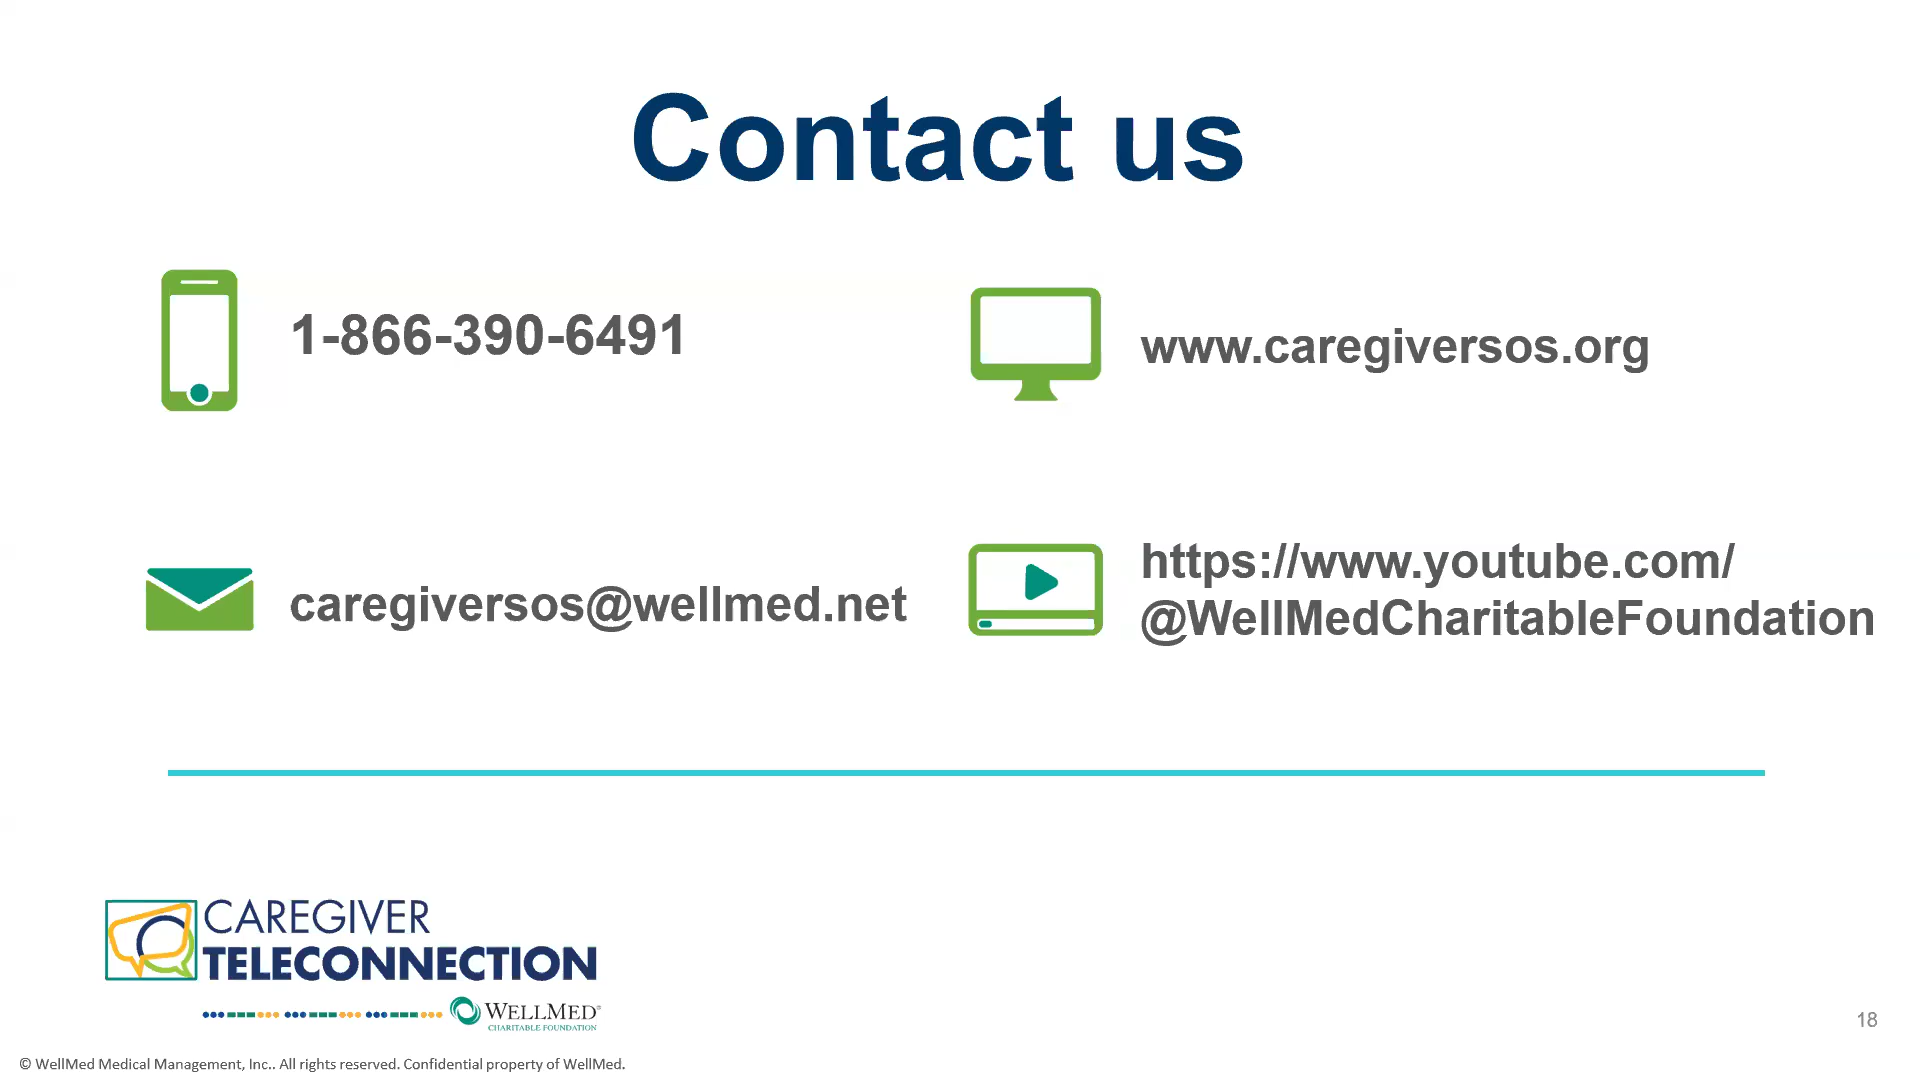 Contact us
1-866-390-6491
www.caregiversos.org
caregiversos@wellmed.net
https://www.youtube.com/
@WellMedCharitableFoundation
CAREGIVER
TELECONNECTION
WELLMED®
CHARITABLE FOUNDATION
18
© WellMed Medical Management, Inc.. All rights reserved. Confidential property of WellMed.